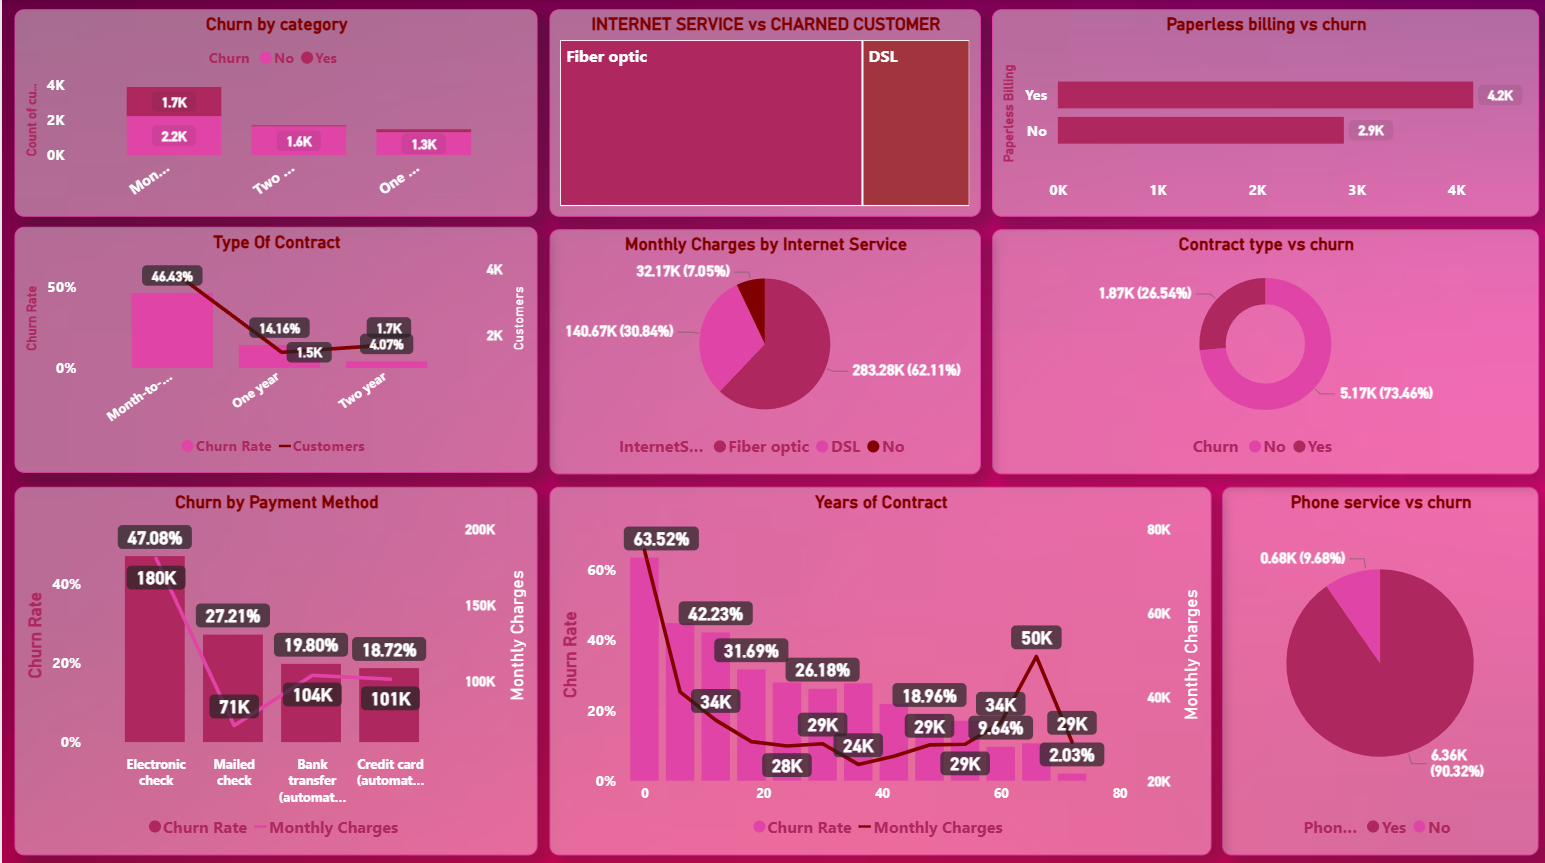 Churn by category
Churn No Yes
Count of cu...
4K
2K
0K
1.7K
2.2K
1.6K
1.3K
Mon...
Two ...
One ...
INTERNET SERVICE vs CHARNED CUSTOMER
Fiber optic
DSL
Paperless billing vs churn
Paperless Billing
Yes
No
4.2K
2.9K
0K 1K 2K 3K 4K
Type Of Contract
Churn Rate
50%
0%
46.43%
14.16%
1.5K
1.7K
4.07%
4K
2K
Customers
Month-to-...
One year
Two year
Churn Rate Customers
Monthly Charges by Internet Service
32.17K (7.05%)
140.67K (30.84%)
283.28K (62.11%)
InternetS... Fiber optic DSL No
Contract type vs churn
1.87K (26.54%)
5.17K (73.46%)
Churn No Yes
Churn by Payment Method
Churn Rate
40%
20%
0%
47.08%
180K
27.21%
71K
19.80%
104K
18.72%
101K
200K
150K
100K
Monthly Charges
Electronic
check
Mailed
check
Bank
transfer
(automat...
Credit card
(automat...
Churn Rate Monthly Charges
Years of Contract
Churn Rate
60%
40%
20%
0%
63.52%
42.23%
31.69%
26.18%
18.96%
9.64%
2.03%
34K
28K
29K
24K
29K
29K
34K
50K
29K
80K
60K
40K
20K
Monthly Charges
0 20 40 60 80
Churn Rate Monthly Charges
Phone service vs churn
0.68K (9.68%)
6.36K
(90.32%)
Phon... Yes No